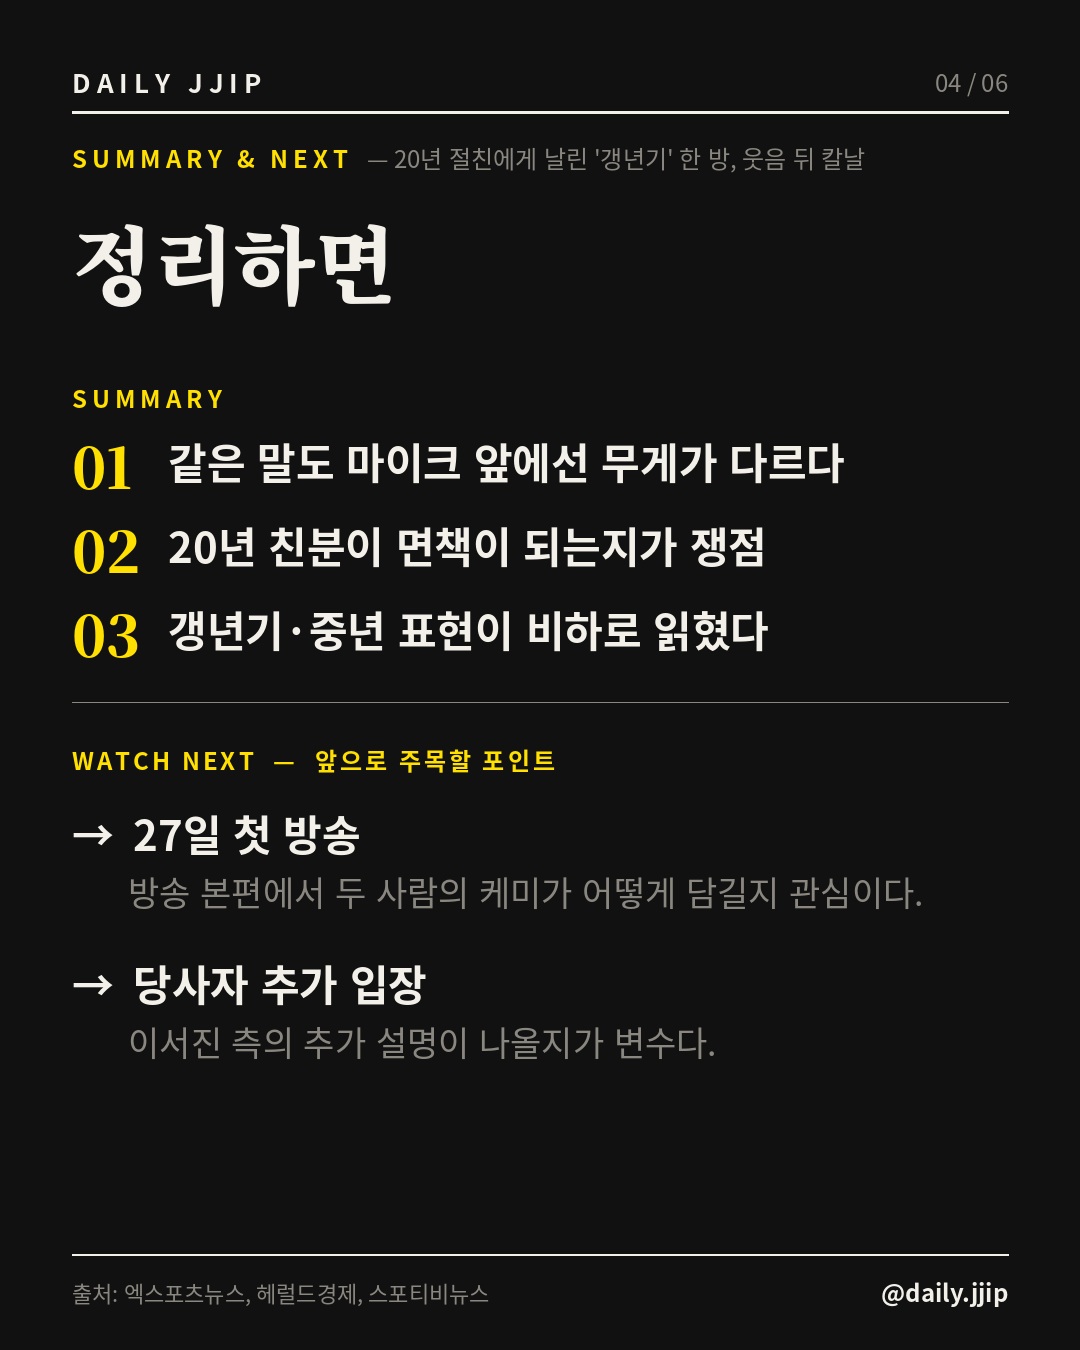 DAILY JJIP
04 / 06
SUMMARY & NEXT — 20년 절친에게 날린 '갱년기' 한 방, 웃음 뒤 칼날
정리하면
SUMMARY
01 같은 말도 마이크 앞에선 무게가 다르다
02 20년 친분이 면책이 되는지가 쟁점
03 갱년기·중년 표현이 비하로 읽혔다
WATCH NEXT — 앞으로 주목할 포인트
→ 27일 첫 방송
방송 본편에서 두 사람의 케미가 어떻게 담길지 관심이다.
→ 당사자 추가 입장
이서진 측의 추가 설명이 나올지가 변수다.
출처: 엑스포츠뉴스, 헤럴드경제, 스포티비뉴스
@daily.jjip